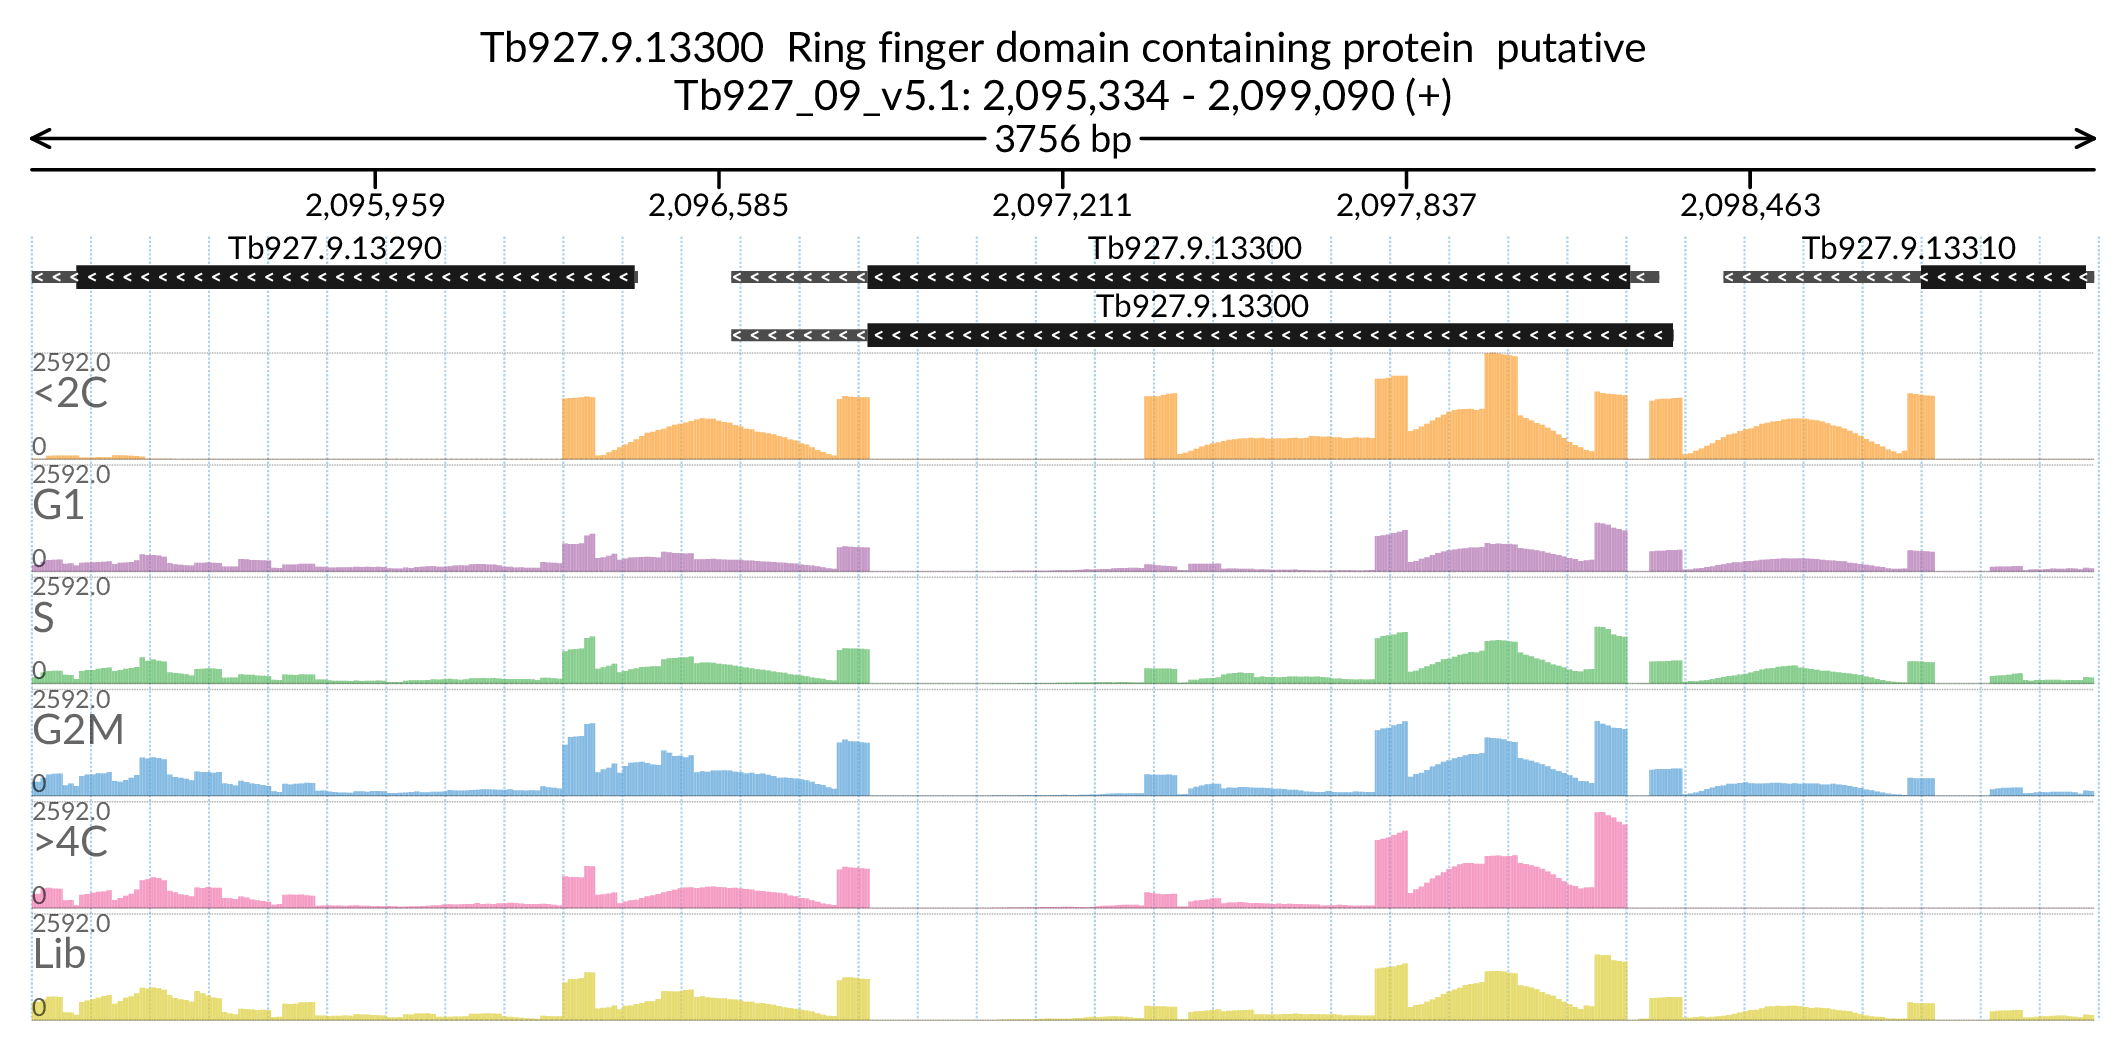 Tb927.9.13300 Ring finger domain containing protein putative
Tb927_09_v5.1: 2,095,334 - 2,099,090 (+)
3756 bp
2,095,959 2,096,585 2,097,211 2,097,837 2,098,463
Tb927.9.13290 Tb927.9.13300 Tb927.9.13310
Tb927.9.13300
2592.0
<2C
0
2592.0
G1
0
2592.0
S
0
2592.0
G2M
0
2592.0
>4C
0
2592.0
Lib
0